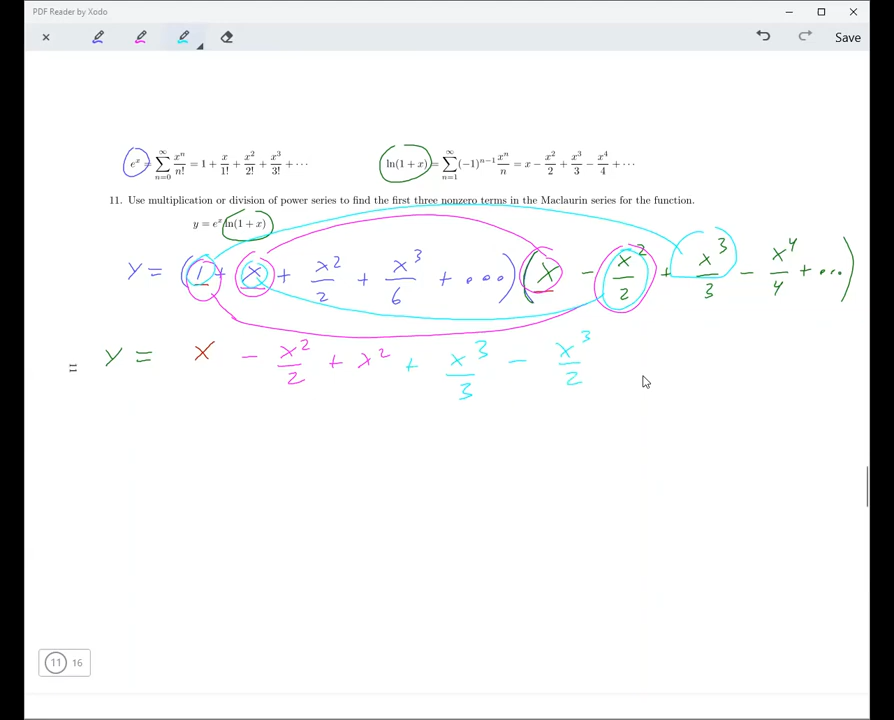 PDF Reader by Xodo
Save
e^x = ∑_{n=0}^{∞} x^n/n! = 1 + x/1! + x^2/2! + x^3/3! + ···
ln(1 + x) = ∑_{n=1}^{∞} (−1)^{n−1} x^n/n = x − x^2/2 + x^3/3 − x^4/4 + ···
11. Use multiplication or division of power series to find the first three nonzero terms in the Maclaurin series for the function.
y = e^x ln(1 + x)
y = (1 + x + x^2/2 + x^3/6 + ...) (x − x^2/2 + x^3/3 − x^4/4 + ...)
= y = x − x^2/2 + x^2 + x^3/3 − x^3/2
11 16